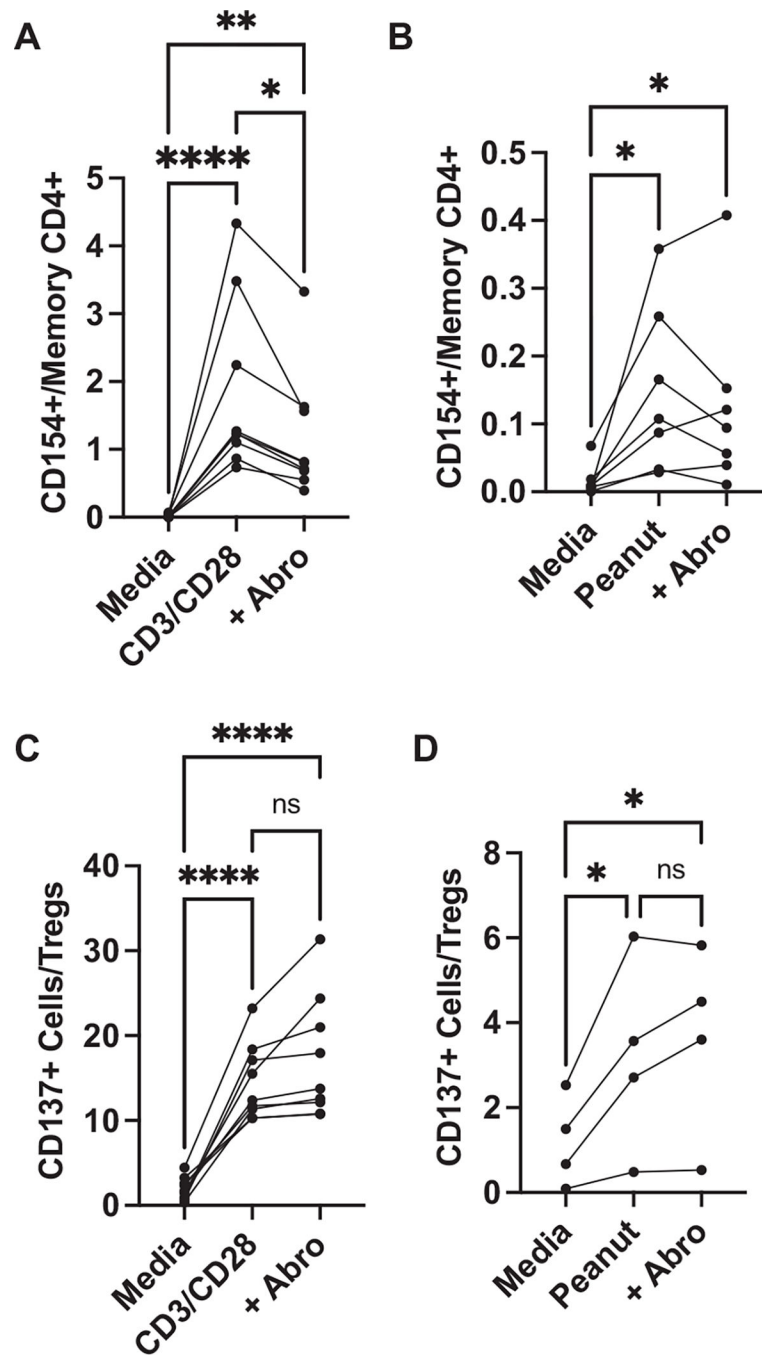 A
**
*
****
CD154+/Memory CD4+
5
4
3
2
1
0
Media
CD3/CD28
+ Abro
B
*
*
CD154+/Memory CD4+
0.5
0.4
0.3
0.2
0.1
0.0
Media
Peanut
+ Abro
C
****
ns
****
CD137+ Cells/Tregs
40
30
20
10
0
Media
CD3/CD28
+ Abro
D
*
*
ns
CD137+ Cells/Tregs
8
6
4
2
0
Media
Peanut
+ Abro